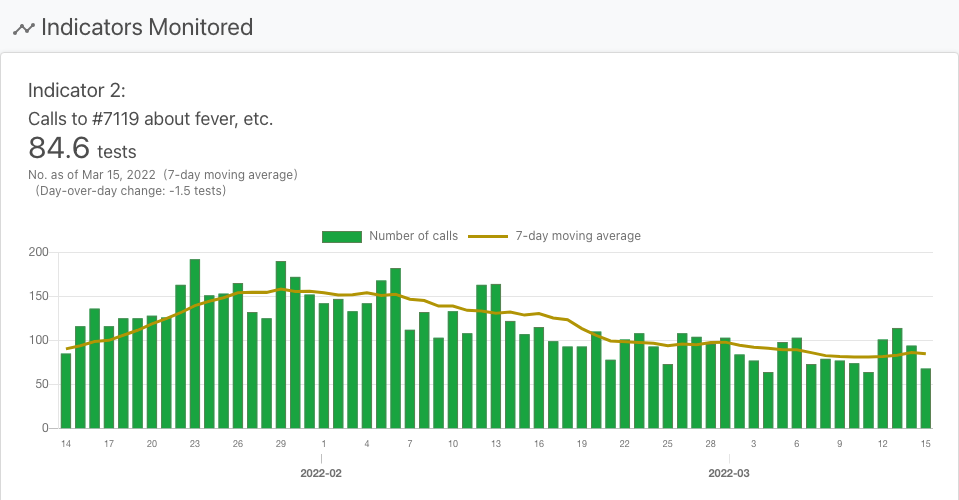 Indicators Monitored
Indicator 2:
Calls to #7119 about fever, etc.
84.6 tests
No. as of Mar 15, 2022 (7-day moving average)
(Day-over-day change: -1.5 tests)
Number of calls 7-day moving average
200
150
100
50
0
14 17 20 23 26 29 1 4 7 10 13 16 19 22 25 28 3 6 9 12 15
2022-02 2022-03